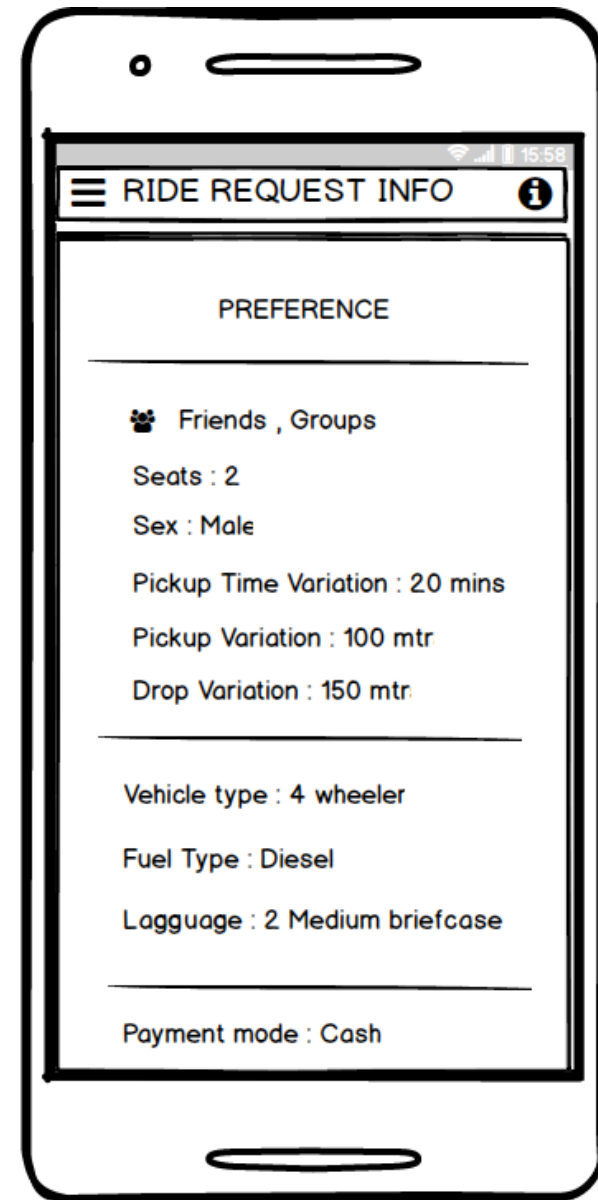 15:58
RIDE REQUEST INFO
PREFERENCE
Friends , Groups
Seats : 2
Sex : Male
Pickup Time Variation : 20 mins
Pickup Variation : 100 mtr
Drop Variation : 150 mtr
Vehicle type : 4 wheeler
Fuel Type : Diesel
Lagguage : 2 Medium briefcase
Payment mode : Cash